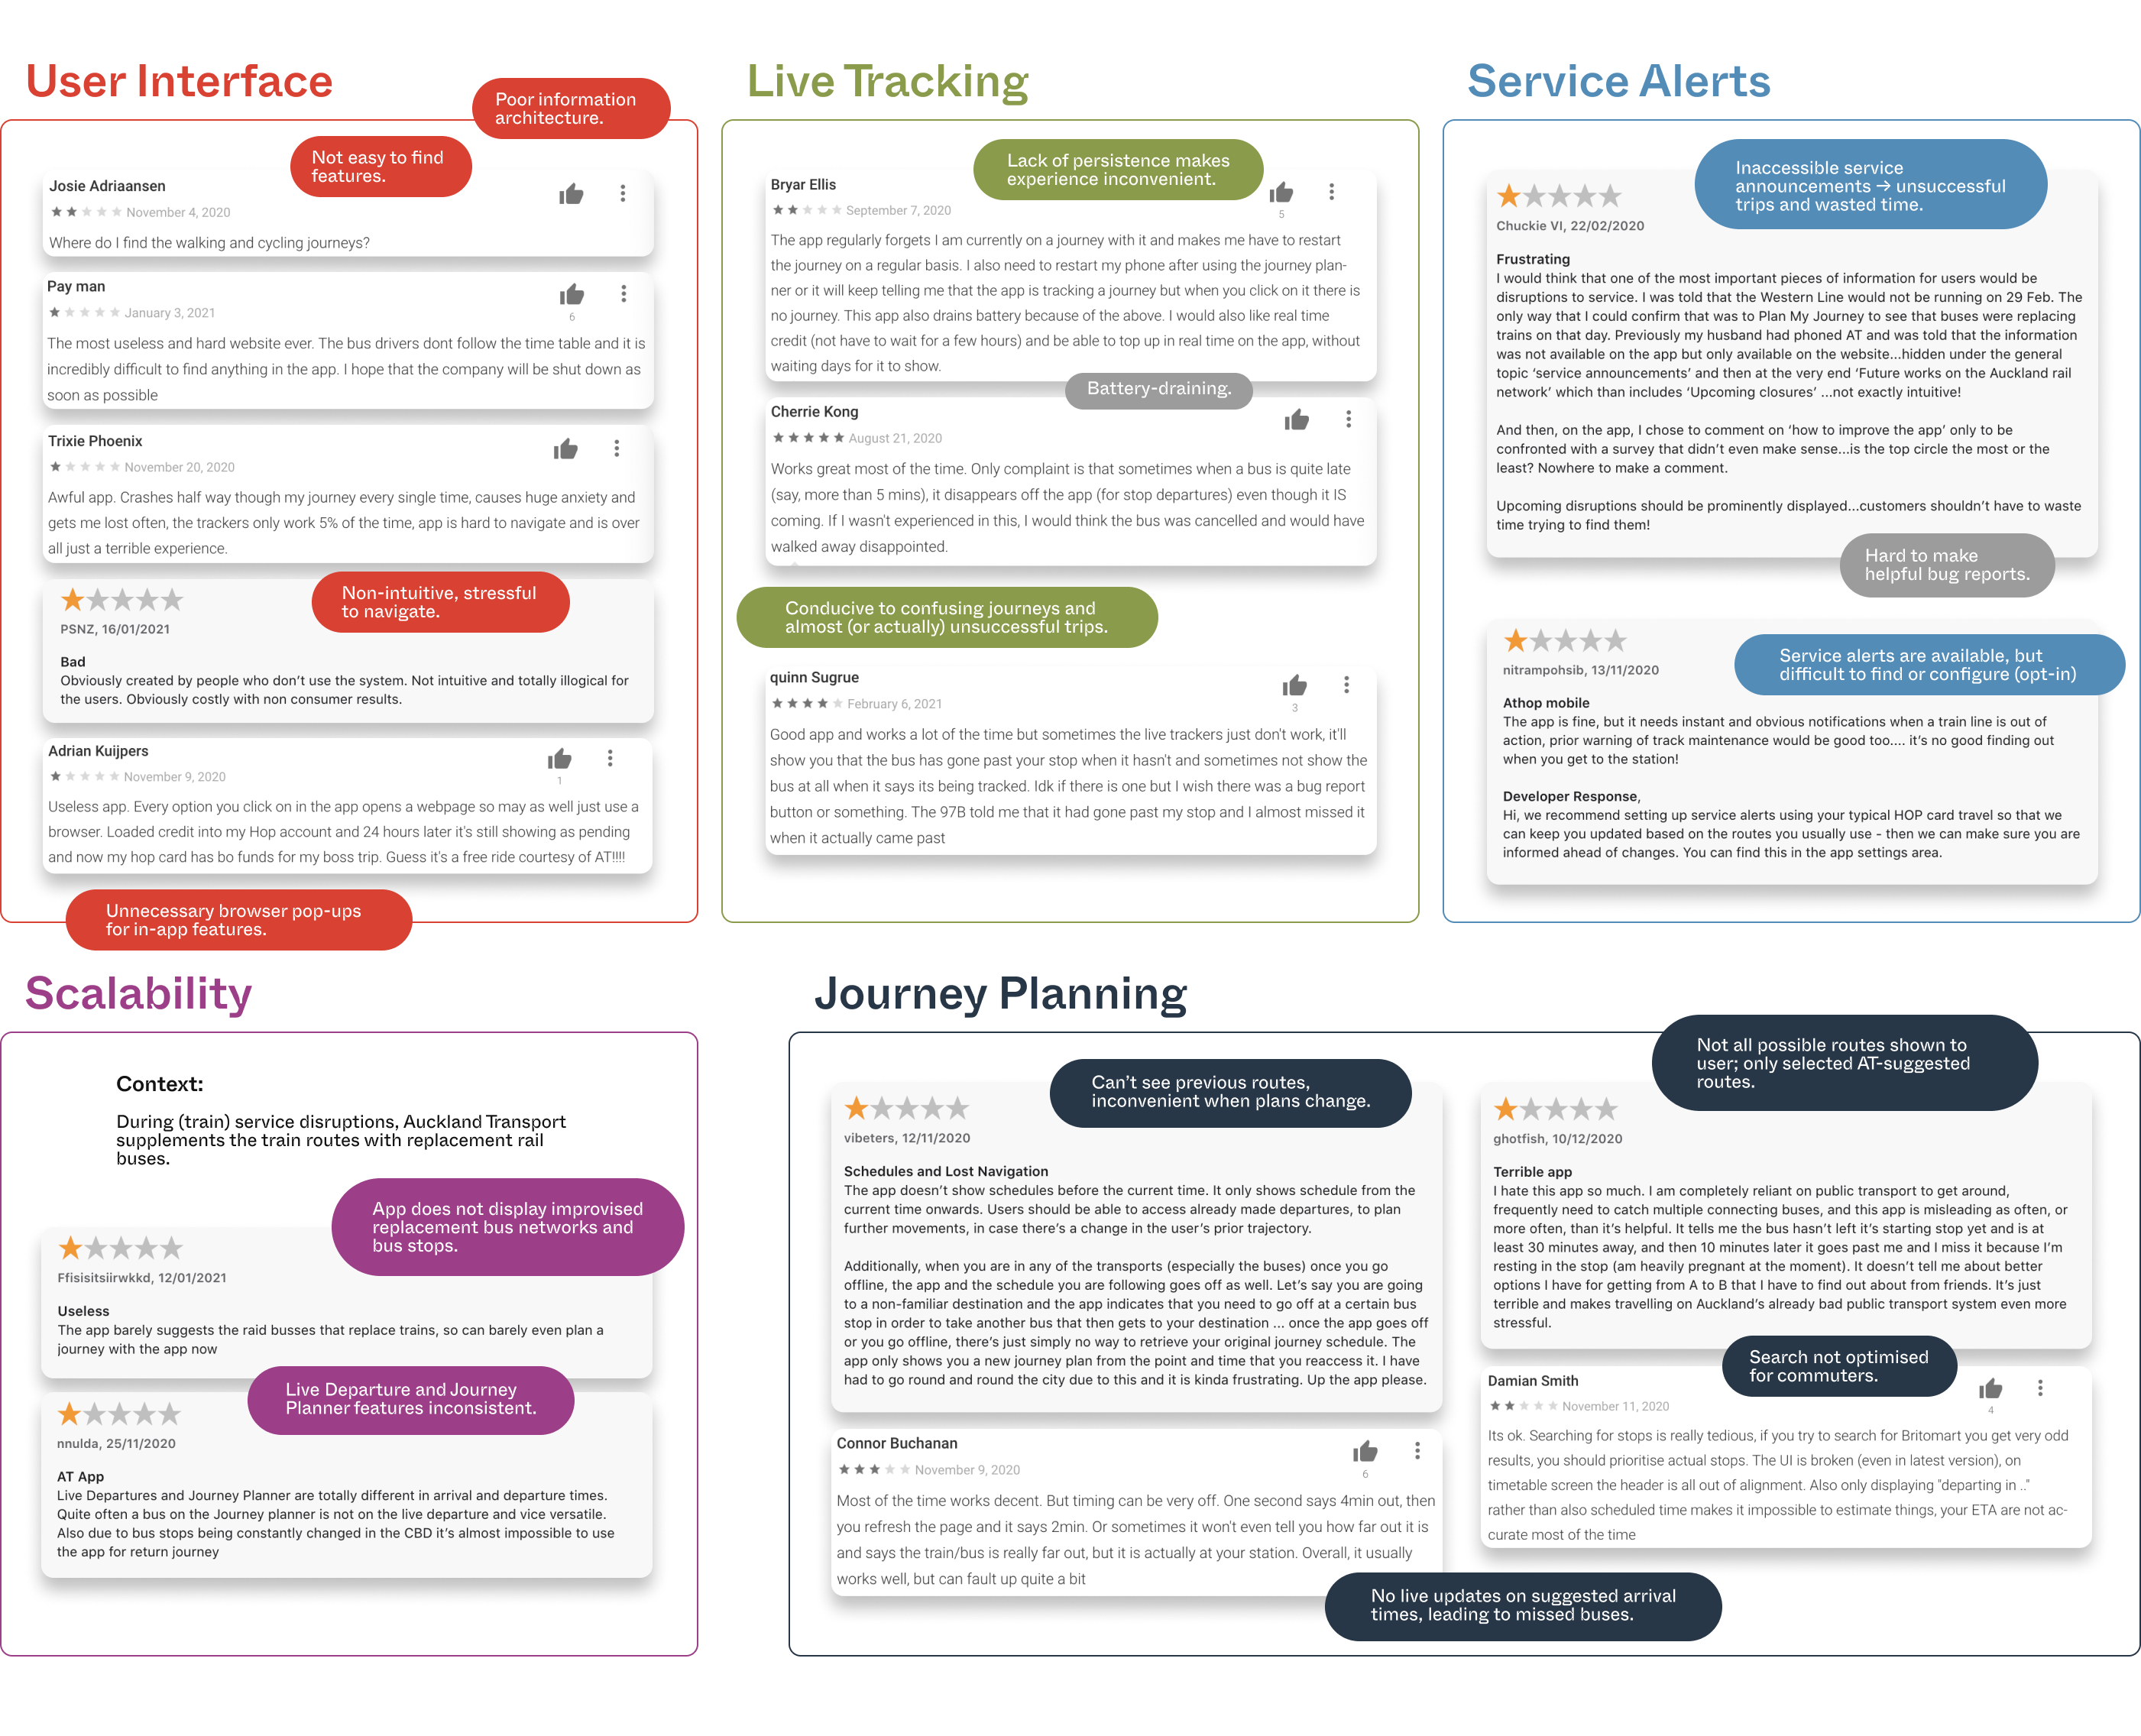 User Interface
Poor information
architecture.
Not easy to find
features.
Josie Adriaansen
November 4, 2020
Where do I find the walking and cycling journeys?
Pay man
January 3, 2021
6
The most useless and hard website ever. The bus drivers dont follow the time table and it is
incredibly difficult to find anything in the app. I hope that the company will be shut down as
soon as possible
Trixie Phoenix
November 20, 2020
Awful app. Crashes half way though my journey every single time, causes huge anxiety and
gets me lost often, the trackers only work 5% of the time, app is hard to navigate and is over
all just a terrible experience.
Non-intuitive, stressful
to navigate.
PSNZ, 16/01/2021
Bad
Obviously created by people who don't use the system. Not intuitive and totally illogical for
the users. Obviously costly with non consumer results.
Adrian Kuijpers
November 9, 2020
1
Useless app. Every option you click on in the app opens a webpage so may as well just use a
browser. Loaded credit into my Hop account and 24 hours later it's still showing as pending
and now my hop card has bo funds for my boss trip. Guess it's a free ride courtesy of AT!!!!
Unnecessary browser pop-ups
for in-app features.
Live Tracking
Lack of persistence makes
experience inconvenient.
Bryar Ellis
September 7, 2020
5
The app regularly forgets I am currently on a journey with it and makes me have to restart
the journey on a regular basis. I also need to restart my phone after using the journey plan-
ner or it will keep telling me that the app is tracking a journey but when you click on it there is
no journey. This app also drains battery because of the above. I would also like real time
credit (not have to wait for a few hours) and be able to top up in real time on the app, without
waiting days for it to show.
Battery-draining.
Cherrie Kong
August 21, 2020
Works great most of the time. Only complaint is that sometimes when a bus is quite late
(say, more than 5 mins), it disappears off the app (for stop departures) even though it IS
coming. If I wasn't experienced in this, I would think the bus was cancelled and would have
walked away disappointed.
Conducive to confusing journeys and
almost (or actually) unsuccessful trips.
quinn Sugrue
February 6, 2021
3
Good app and works a lot of the time but sometimes the live trackers just don't work, it'll
show you that the bus has gone past your stop when it hasn't and sometimes not show the
bus at all when it says its being tracked. Idk if there is one but I wish there was a bug report
button or something. The 97B told me that it had gone past my stop and I almost missed it
when it actually came past
Service Alerts
Inaccessible service
announcements → unsuccessful
trips and wasted time.
Chuckie VI, 22/02/2020
Frustrating
I would think that one of the most important pieces of information for users would be
disruptions to service. I was told that the Western Line would not be running on 29 Feb. The
only way that I could confirm that was to Plan My Journey to see that buses were replacing
trains on that day. Previously my husband had phoned AT and was told that the information
was not available on the app but only available on the website...hidden under the general
topic 'service announcements' and then at the very end 'Future works on the Auckland rail
network' which than includes 'Upcoming closures' ...not exactly intuitive!
And then, on the app, I chose to comment on 'how to improve the app' only to be
confronted with a survey that didn't even make sense...is the top circle the most or the
least? Nowhere to make a comment.
Upcoming disruptions should be prominently displayed...customers shouldn't have to waste
time trying to find them!
Hard to make
helpful bug reports.
nitrampohsib, 13/11/2020
Service alerts are available, but
difficult to find or configure (opt-in)
Athop mobile
The app is fine, but it needs instant and obvious notifications when a train line is out of
action, prior warning of track maintenance would be good too.... it's no good finding out
when you get to the station!
Developer Response,
Hi, we recommend setting up service alerts using your typical HOP card travel so that we
can keep you updated based on the routes you usually use - then we can make sure you are
informed ahead of changes. You can find this in the app settings area.
Scalability
Context:
During (train) service disruptions, Auckland Transport
supplements the train routes with replacement rail
buses.
App does not display improvised
replacement bus networks and
bus stops.
Ffisisitsiirwkkd, 12/01/2021
Useless
The app barely suggests the raid busses that replace trains, so can barely even plan a
journey with the app now
Live Departure and Journey
Planner features inconsistent.
nnulda, 25/11/2020
AT App
Live Departures and Journey Planner are totally different in arrival and departure times.
Quite often a bus on the Journey planner is not on the live departure and vice versatile.
Also due to bus stops being constantly changed in the CBD it's almost impossible to use
the app for return journey
Journey Planning
Can't see previous routes,
inconvenient when plans change.
vibeters, 12/11/2020
Schedules and Lost Navigation
The app doesn't show schedules before the current time. It only shows schedule from the
current time onwards. Users should be able to access already made departures, to plan
further movements, in case there's a change in the user's prior trajectory.
Additionally, when you are in any of the transports (especially the buses) once you go
offline, the app and the schedule you are following goes off as well. Let's say you are going
to a non-familiar destination and the app indicates that you need to go off at a certain bus
stop in order to take another bus that then gets to your destination ... once the app goes off
or you go offline, there's just simply no way to retrieve your original journey schedule. The
app only shows you a new journey plan from the point and time that you reaccess it. I have
had to go round and round the city due to this and it is kinda frustrating. Up the app please.
Connor Buchanan
November 9, 2020
6
Most of the time works decent. But timing can be very off. One second says 4min out, then
you refresh the page and it says 2min. Or sometimes it won't even tell you how far out it is
and says the train/bus is really far out, but it is actually at your station. Overall, it usually
works well, but can fault up quite a bit
No live updates on suggested arrival
times, leading to missed buses.
Not all possible routes shown to
user; only selected AT-suggested
routes.
ghotfish, 10/12/2020
Terrible app
I hate this app so much. I am completely reliant on public transport to get around,
frequently need to catch multiple connecting buses, and this app is misleading as often, or
more often, than it's helpful. It tells me the bus hasn't left it's starting stop yet and is at
least 30 minutes away, and then 10 minutes later it goes past me and I miss it because I'm
resting in the stop (am heavily pregnant at the moment). It doesn't tell me about better
options I have for getting from A to B that I have to find out about from friends. It's just
terrible and makes travelling on Auckland's already bad public transport system even more
stressful.
Search not optimised
for commuters.
Damian Smith
November 11, 2020
4
Its ok. Searching for stops is really tedious, if you try to search for Britomart you get very odd
results, you should prioritise actual stops. The UI is broken (even in latest version), on
timetable screen the header is all out of alignment. Also only displaying "departing in .."
rather than also scheduled time makes it impossible to estimate things, your ETA are not ac-
curate most of the time